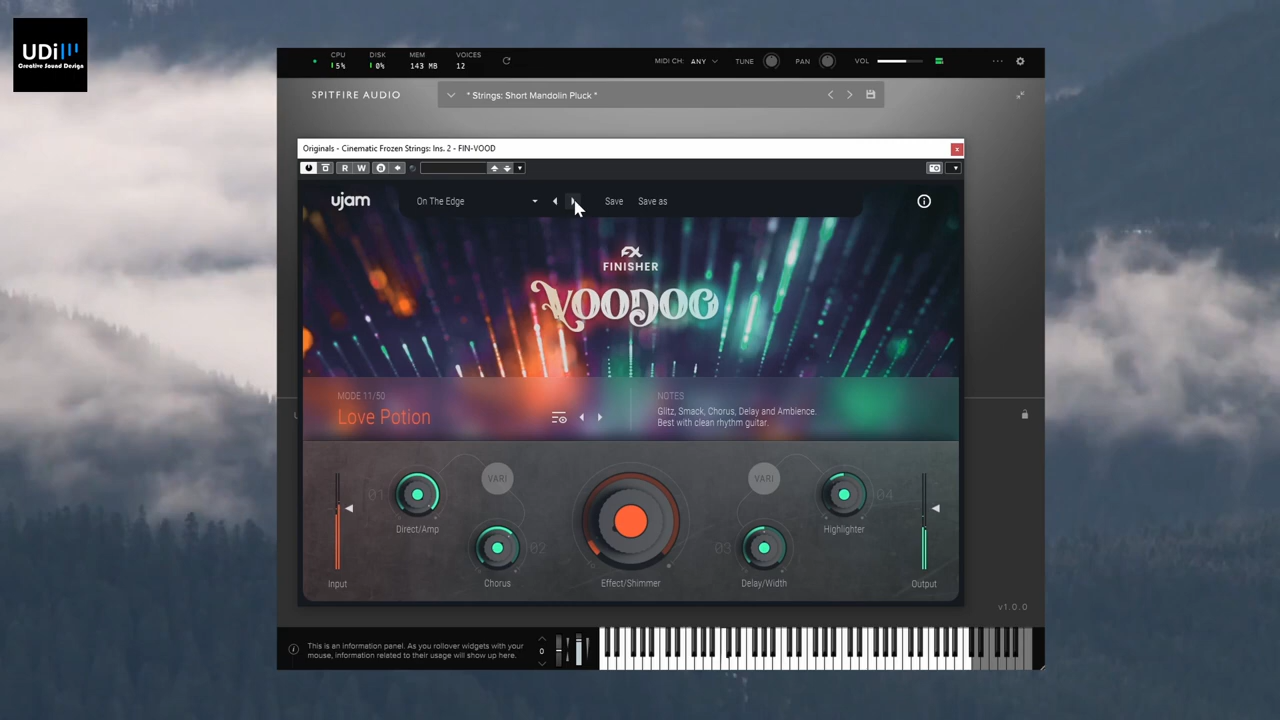 UDi
Creative Sound Design
CPU DISK MEM VOICES
5% 0% 143 MB 12
MIDI CH: ANY TUNE PAN VOL
SPITFIRE AUDIO
* Strings: Short Mandolin Pluck *
Originals - Cinematic Frozen Strings: Ins. 2 - FIN-VOOD
x
R W
ujam
On The Edge
Save Save as
FX
FINISHER
VOODOO
MODE 11/50
Love Potion
NOTES
Glitz, Smack, Chorus, Delay and Ambience.
Best with clean rhythm guitar.
VARI VARI
01 04
Direct/Amp Highlighter
02 03
Input Chorus Effect/Shimmer Delay/Width Output
v1.0.0
This is an information panel. As you rollover widgets with your
mouse, information related to their usage will show up here.
0